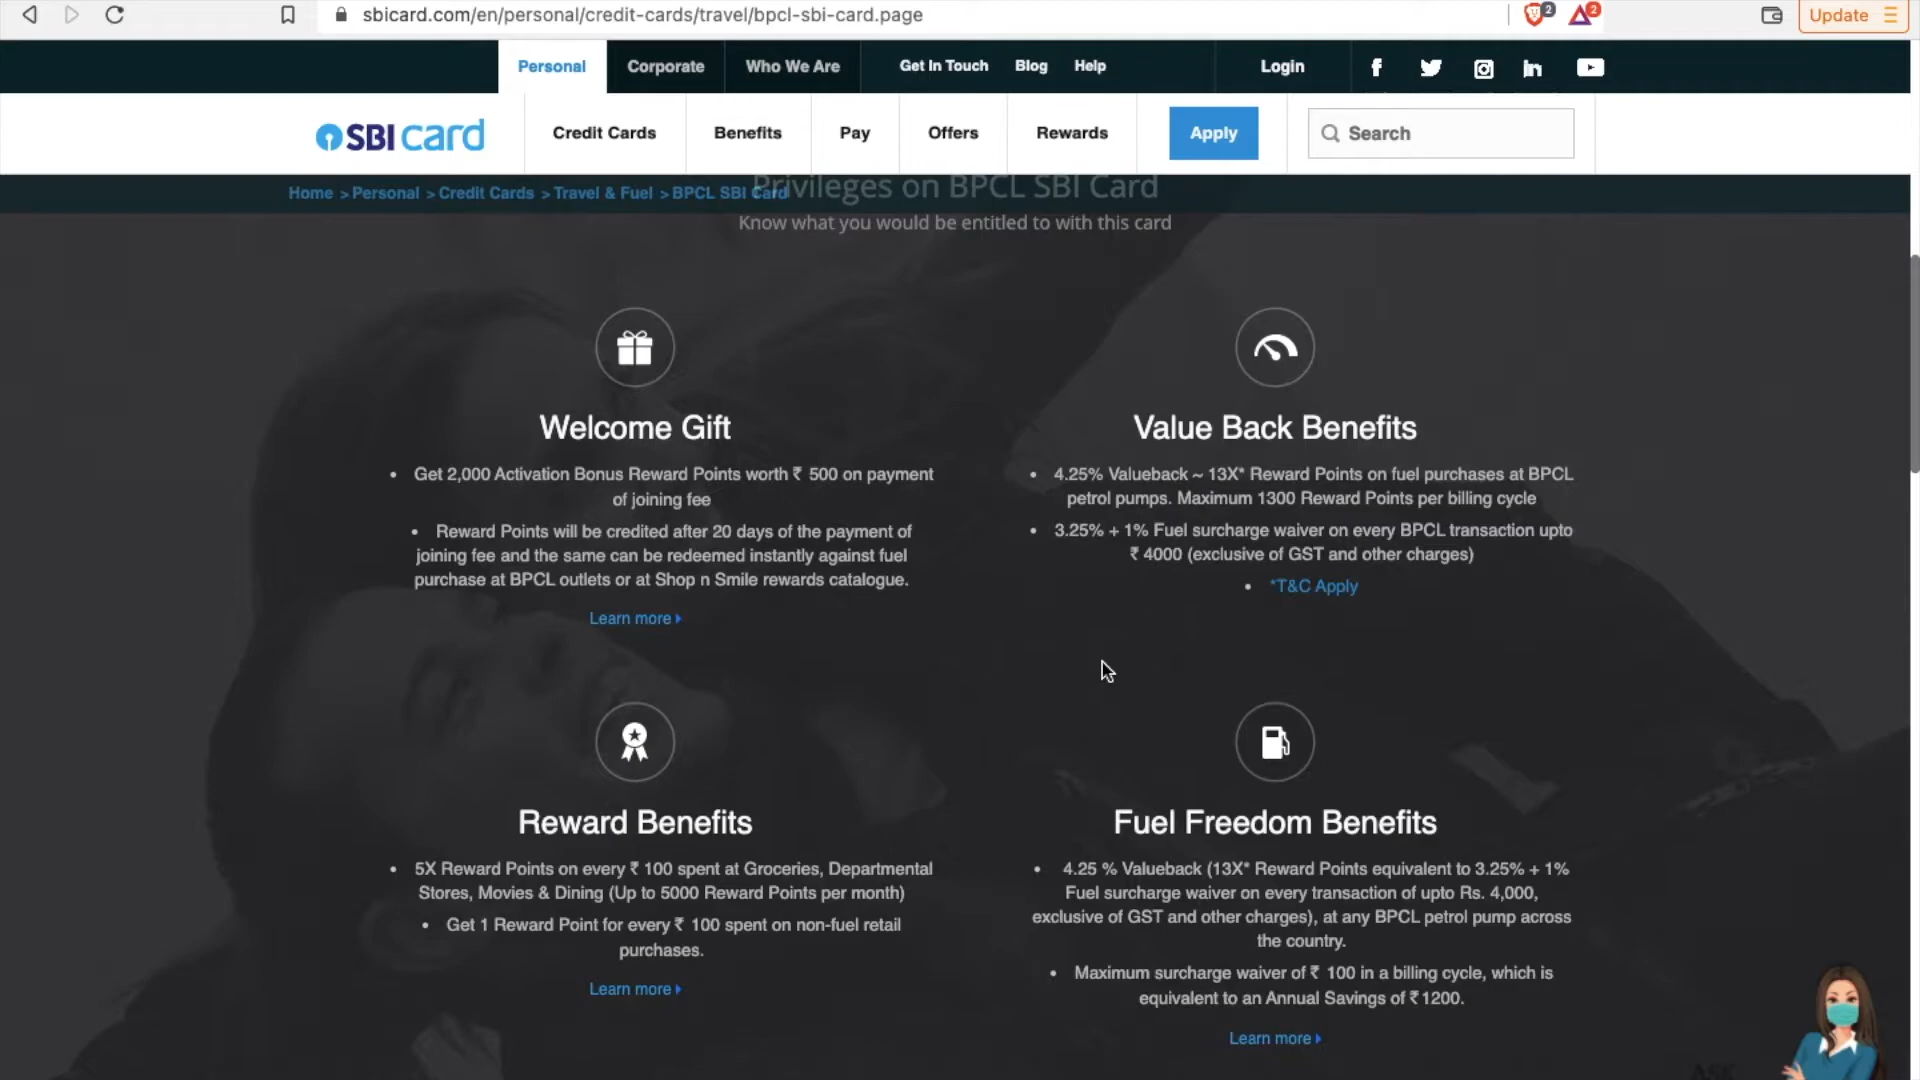 sbicard.com/en/personal/credit-cards/travel/bpcl-sbi-card.page
2
2
Update
Personal
Corporate
Who We Are
Get In Touch
Blog
Help
Login
SBI card
Credit Cards
Benefits
Pay
Offers
Rewards
Apply
Search
Home > Personal > Credit Cards > Travel & Fuel > BPCL SBI Card
Privileges on BPCL SBI Card
Know what you would be entitled to with this card
Welcome Gift
• Get 2,000 Activation Bonus Reward Points worth ₹ 500 on payment
of joining fee
• Reward Points will be credited after 20 days of the payment of
joining fee and the same can be redeemed instantly against fuel
purchase at BPCL outlets or at Shop n Smile rewards catalogue.
Learn more
Value Back Benefits
• 4.25% Valueback ~ 13X* Reward Points on fuel purchases at BPCL
petrol pumps. Maximum 1300 Reward Points per billing cycle
• 3.25% + 1% Fuel surcharge waiver on every BPCL transaction upto
₹ 4000 (exclusive of GST and other charges)
• *T&C Apply
Reward Benefits
• 5X Reward Points on every ₹ 100 spent at Groceries, Departmental
Stores, Movies & Dining (Up to 5000 Reward Points per month)
• Get 1 Reward Point for every ₹ 100 spent on non-fuel retail
purchases.
Learn more
Fuel Freedom Benefits
• 4.25 % Valueback (13X* Reward Points equivalent to 3.25% + 1%
Fuel surcharge waiver on every transaction of upto Rs. 4,000,
exclusive of GST and other charges), at any BPCL petrol pump across
the country.
• Maximum surcharge waiver of ₹ 100 in a billing cycle, which is
equivalent to an Annual Savings of ₹1200.
Learn more